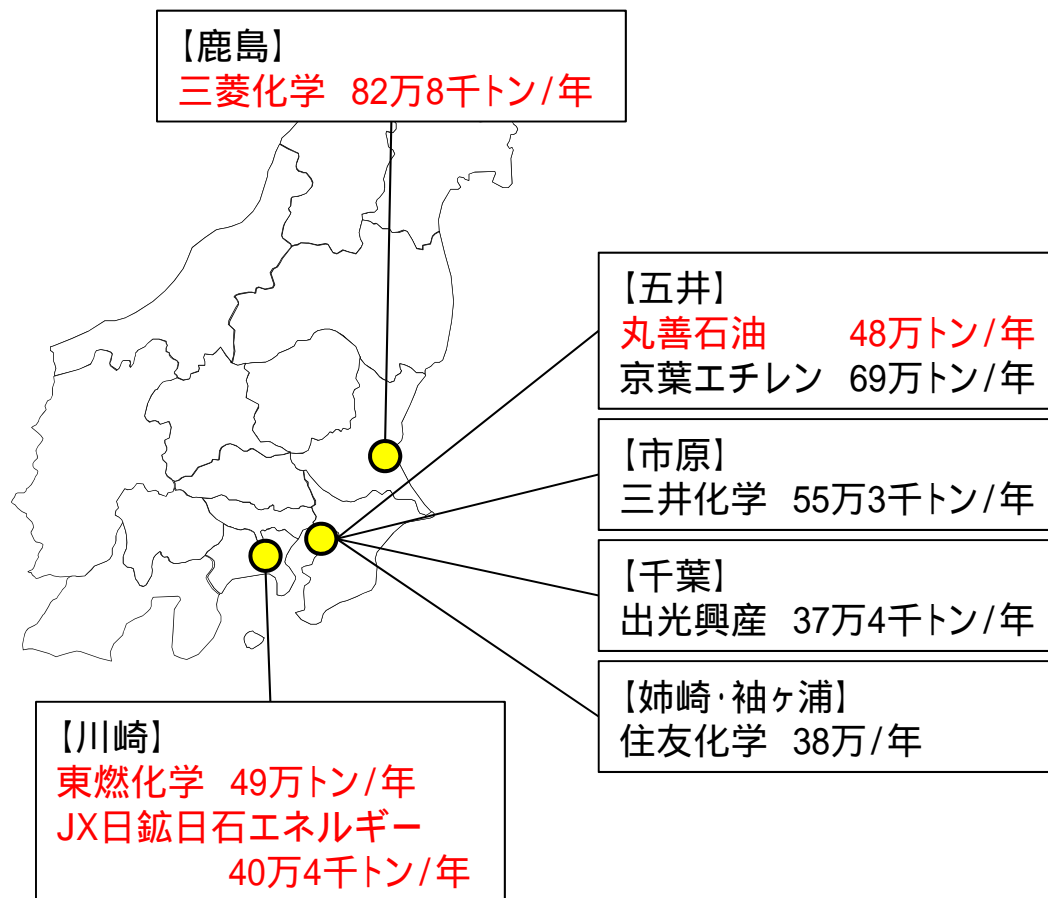 【鹿島】
三菱化学 82万8千トン/年
【五井】
丸善石油 48万トン/年
京葉エチレン 69万トン/年
【市原】
三井化学 55万3千トン/年
【千葉】
出光興産 37万4千トン/年
【姉崎・袖ヶ浦】
住友化学 38万/年
【川崎】
東燃化学 49万トン/年
JX日鉱日石エネルギー
40万4千トン/年